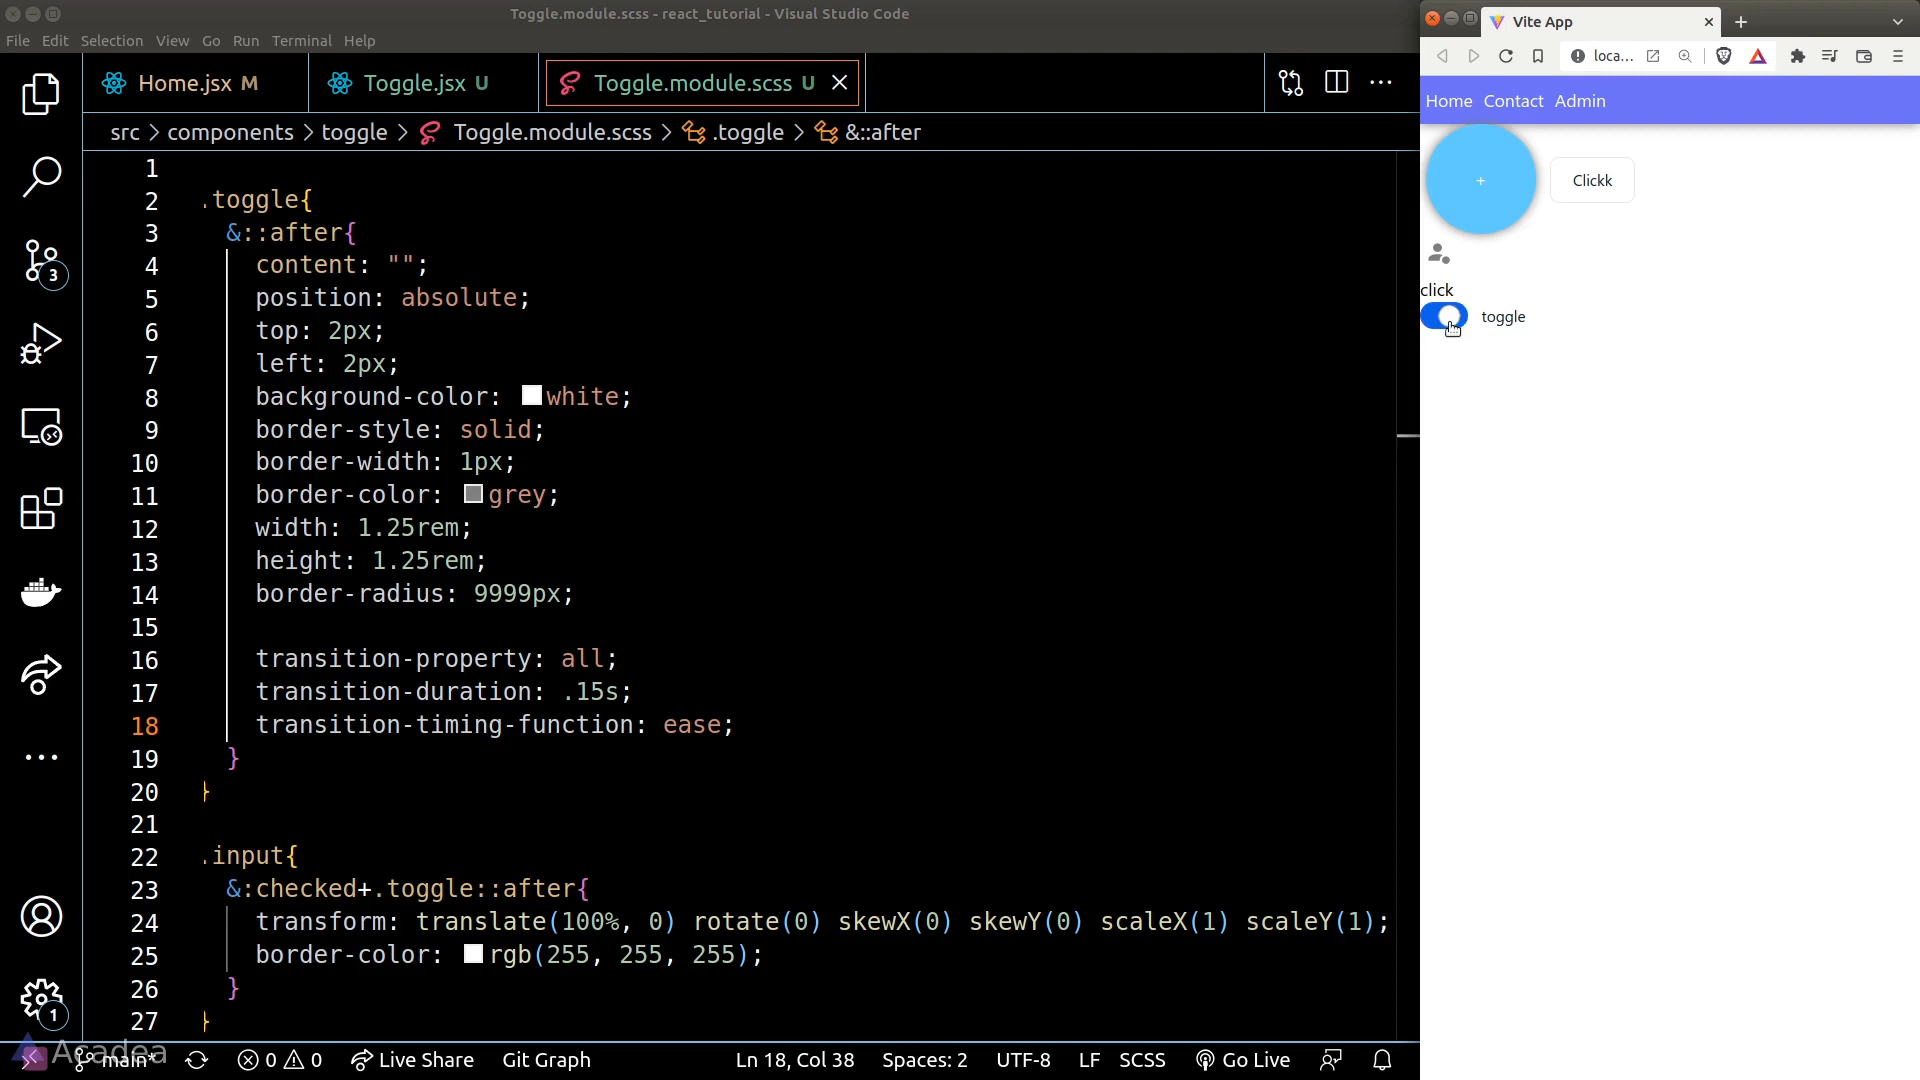 Toggle.module.scss - react_tutorial - Visual Studio Code
File Edit Selection View Go Run Terminal Help
Home.jsx M
Toggle.jsx U
Toggle.module.scss U
src > components > toggle > Toggle.module.scss > .toggle > &::after
1
2 .toggle{
3 &::after{
4 content: "";
5 position: absolute;
6 top: 2px;
7 left: 2px;
8 background-color: white;
9 border-style: solid;
10 border-width: 1px;
11 border-color: grey;
12 width: 1.25rem;
13 height: 1.25rem;
14 border-radius: 9999px;
15
16 transition-property: all;
17 transition-duration: .15s;
18 transition-timing-function: ease;
19 }
20 }
21
22 .input{
23 &:checked+.toggle::after{
24 transform: translate(100%, 0) rotate(0) skewX(0) skewY(0) scaleX(1) scaleY(1);
25 border-color: rgb(255, 255, 255);
26 }
27 }
3
1
Acadea
main* 0 0 Live Share Git Graph Ln 18, Col 38 Spaces: 2 UTF-8 LF SCSS Go Live
Vite App
loca...
Home Contact Admin
+
Clickk
click
toggle